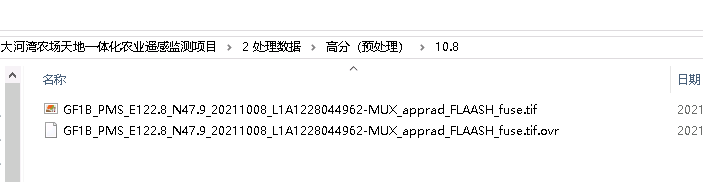 大河湾农场天地一体化农业遥感监测项目 › 2 处理数据 › 高分（预处理） › 10.8
名称 日期
GF1B_PMS_E122.8_N47.9_20211008_L1A1228044962-MUX_apprad_FLAASH_fuse.tif 2021
GF1B_PMS_E122.8_N47.9_20211008_L1A1228044962-MUX_apprad_FLAASH_fuse.tif.ovr 2021